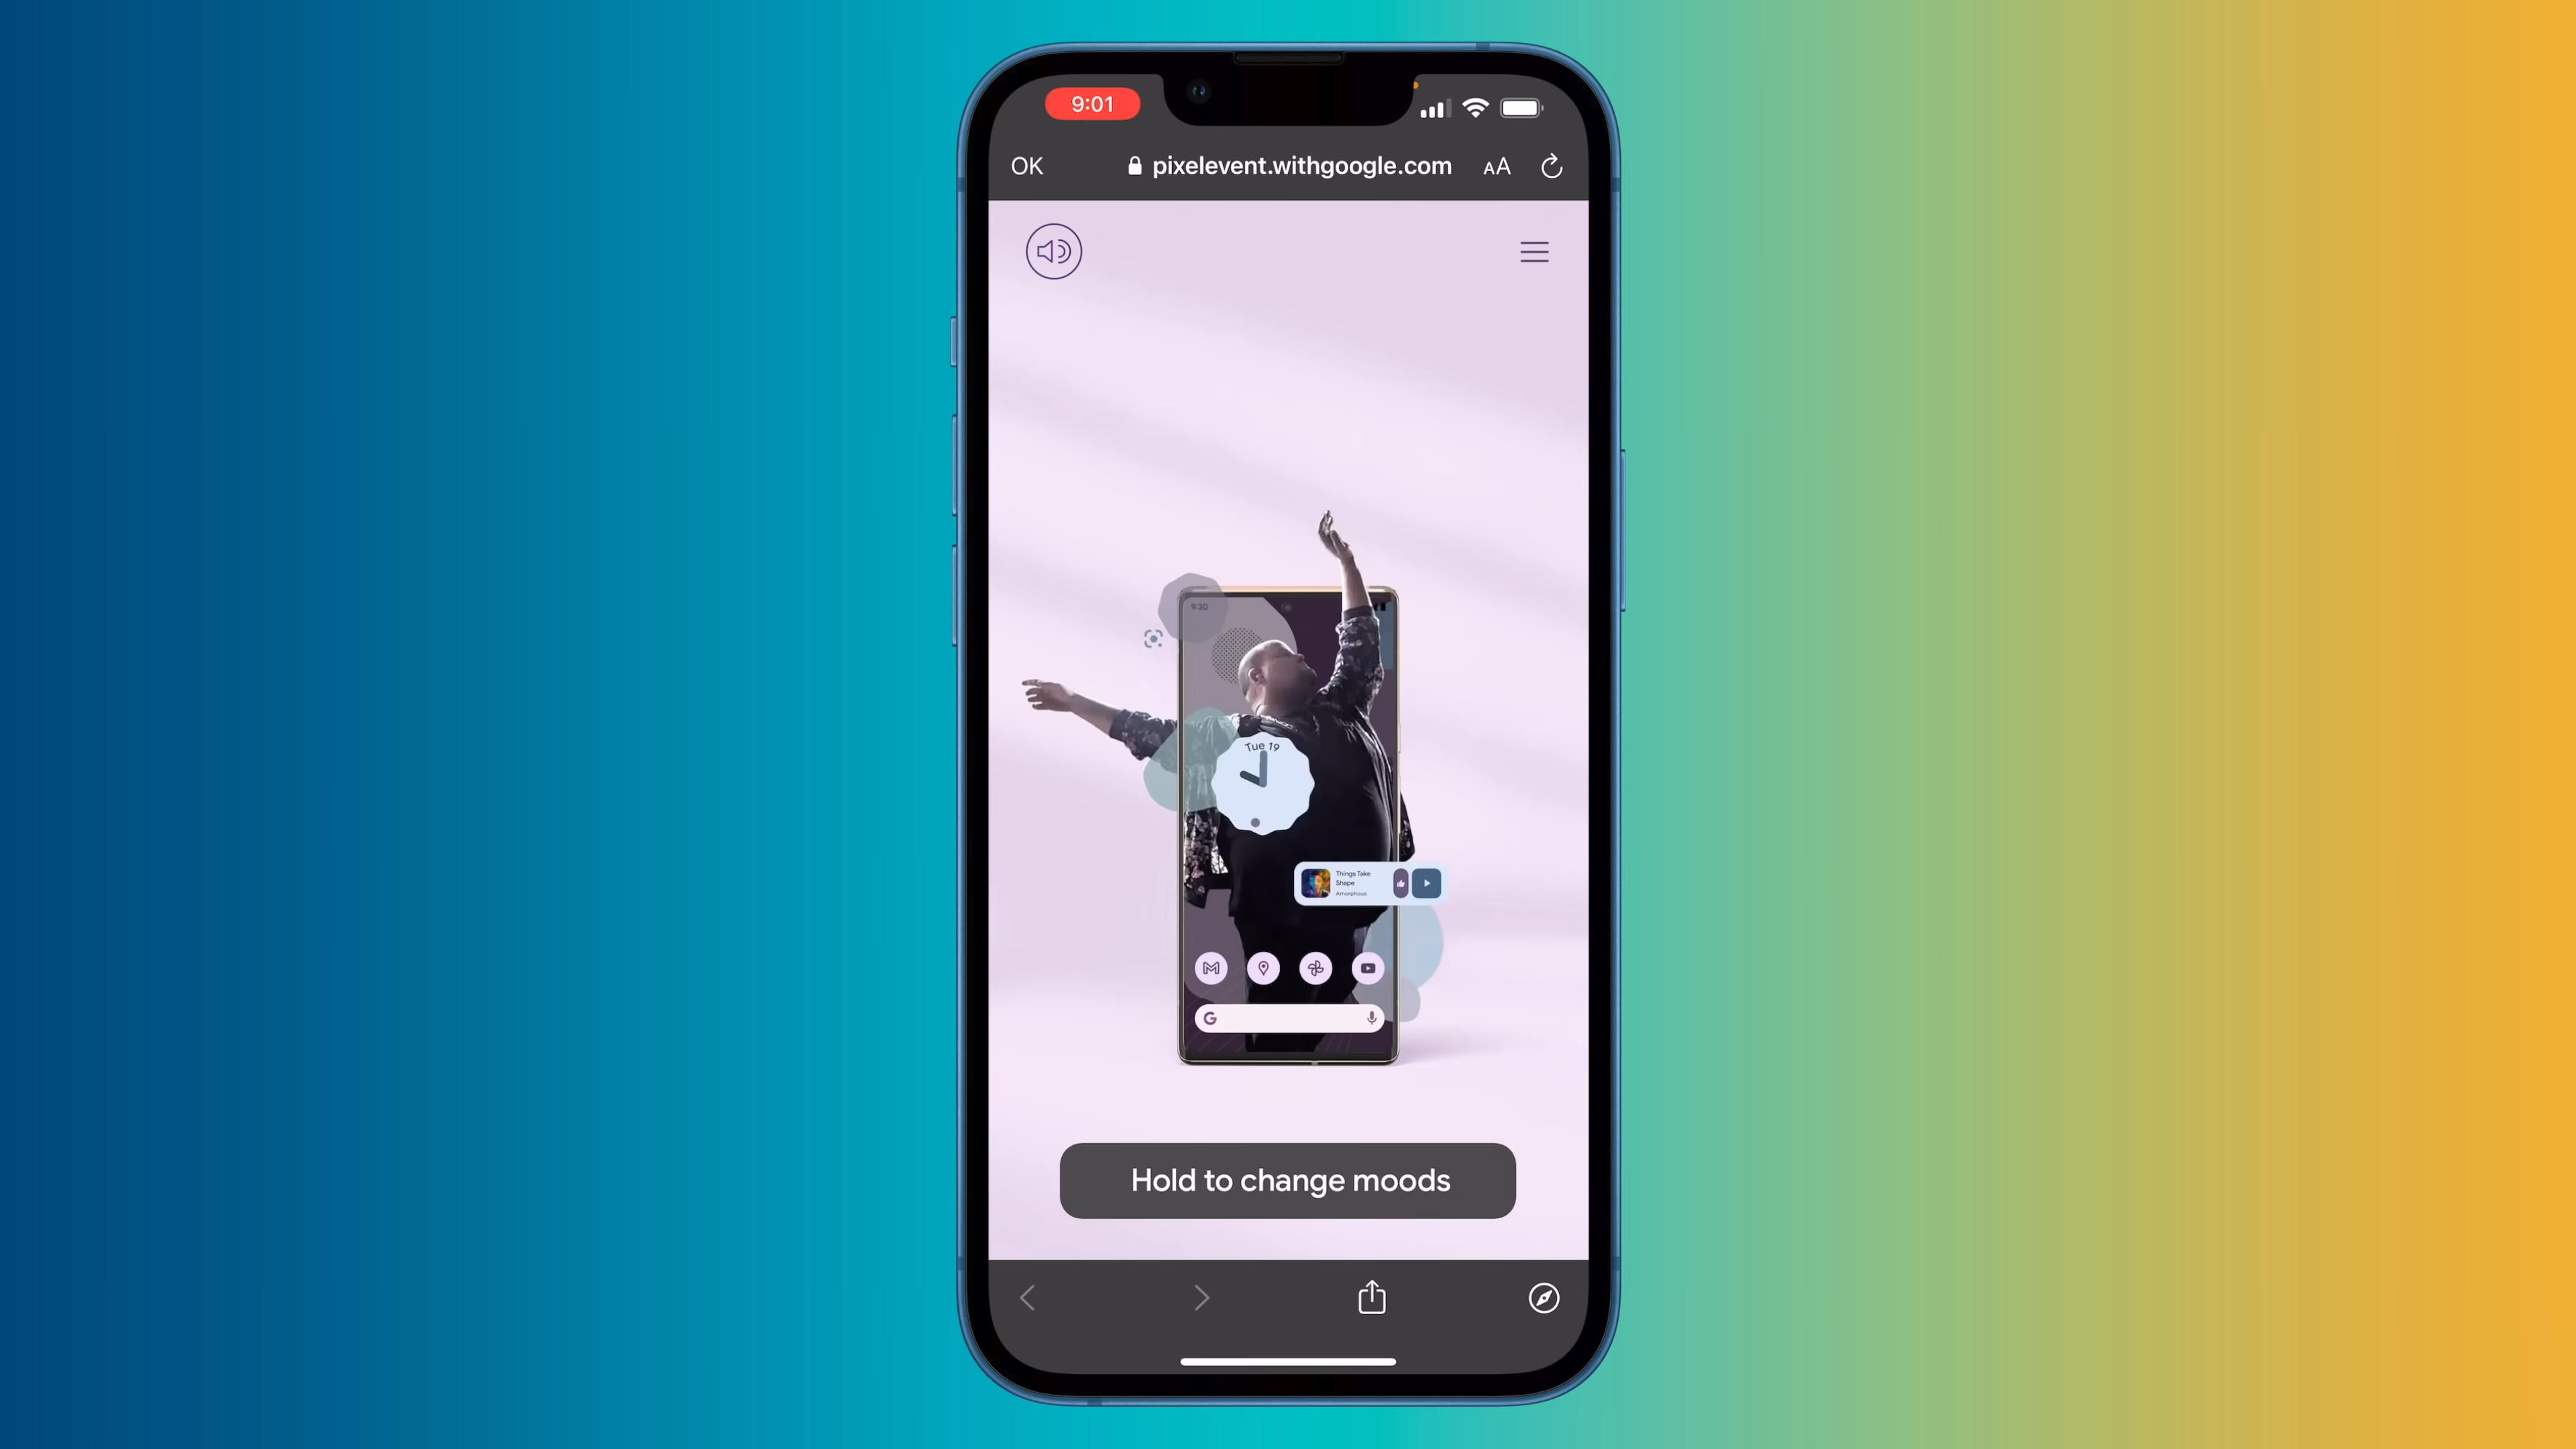 9:01
OK
pixelevent.withgoogle.com
AA
9:30
Tue 19
Things Take
Shape
Amorphous
G
Hold to change moods